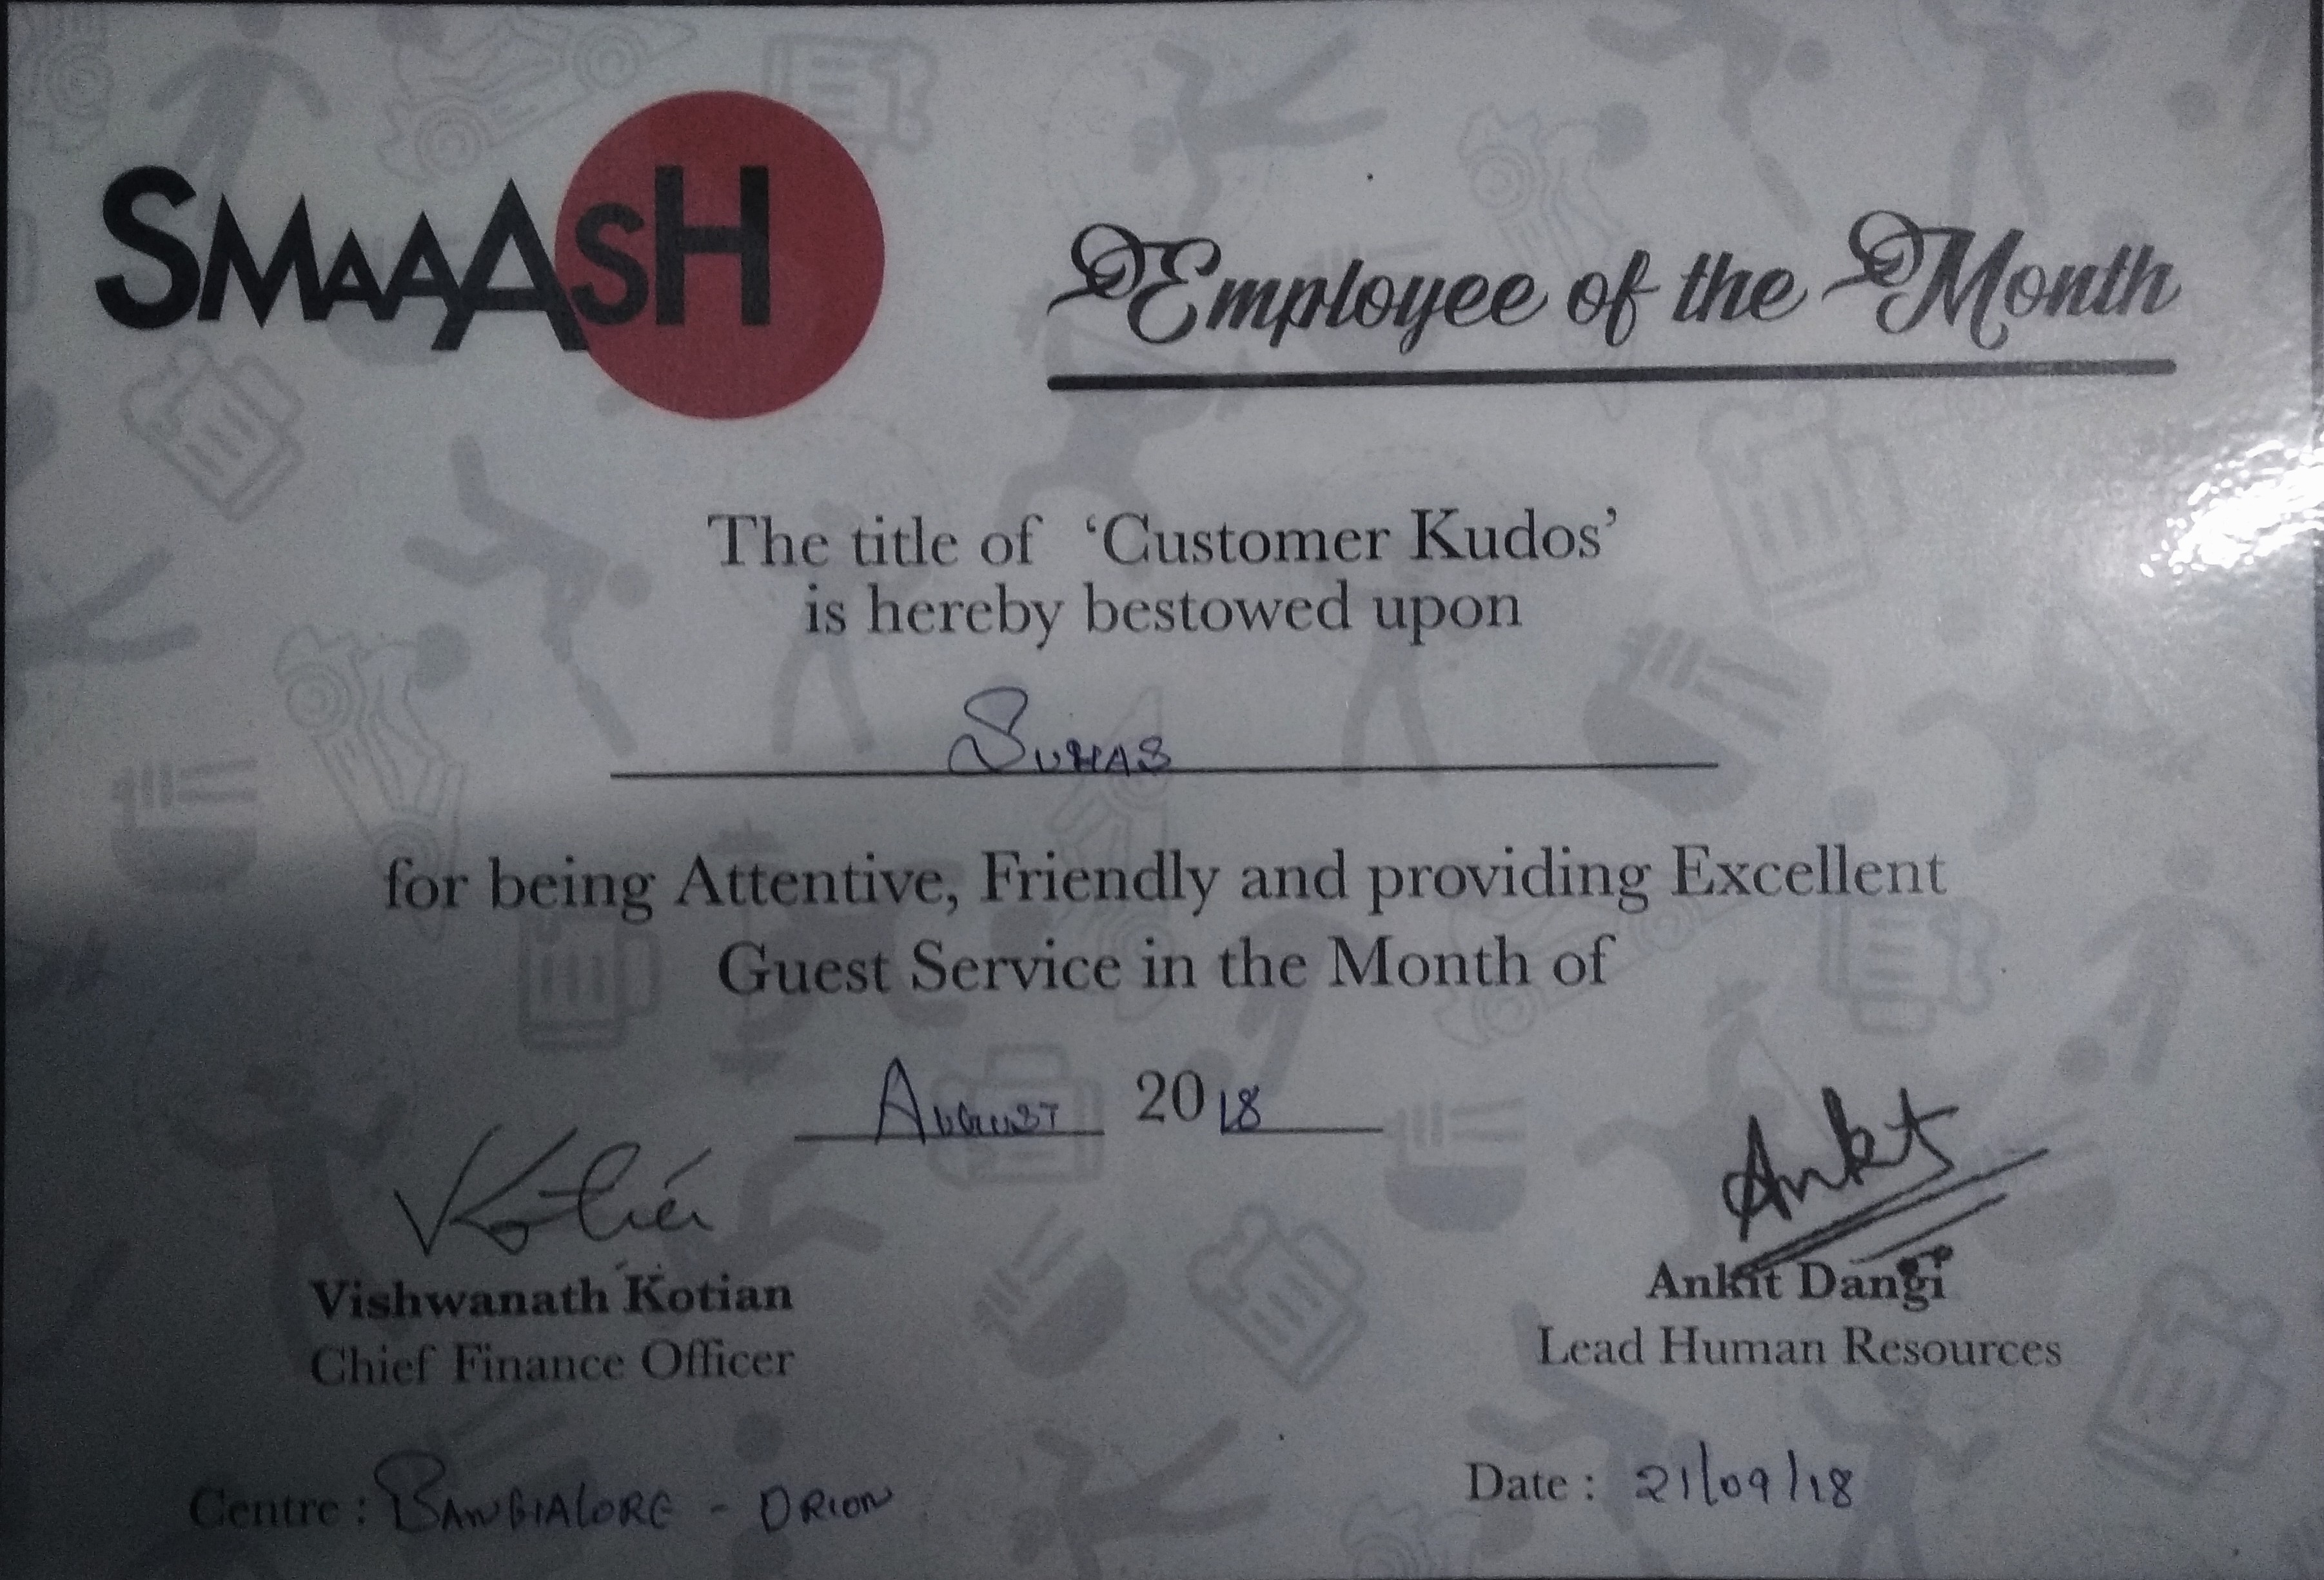 SMAAASH
Employee of the Month
The title of 'Customer Kudos'
is hereby bestowed upon
SUHAS
for being Attentive, Friendly and providing Excellent
Guest Service in the Month of
AUGUST 2018
Kotian Ankit
Vishwanath Kotian Ankit Dangi
Chief Finance Officer Lead Human Resources
Centre : BANGALORE - ORION Date : 21/09/18